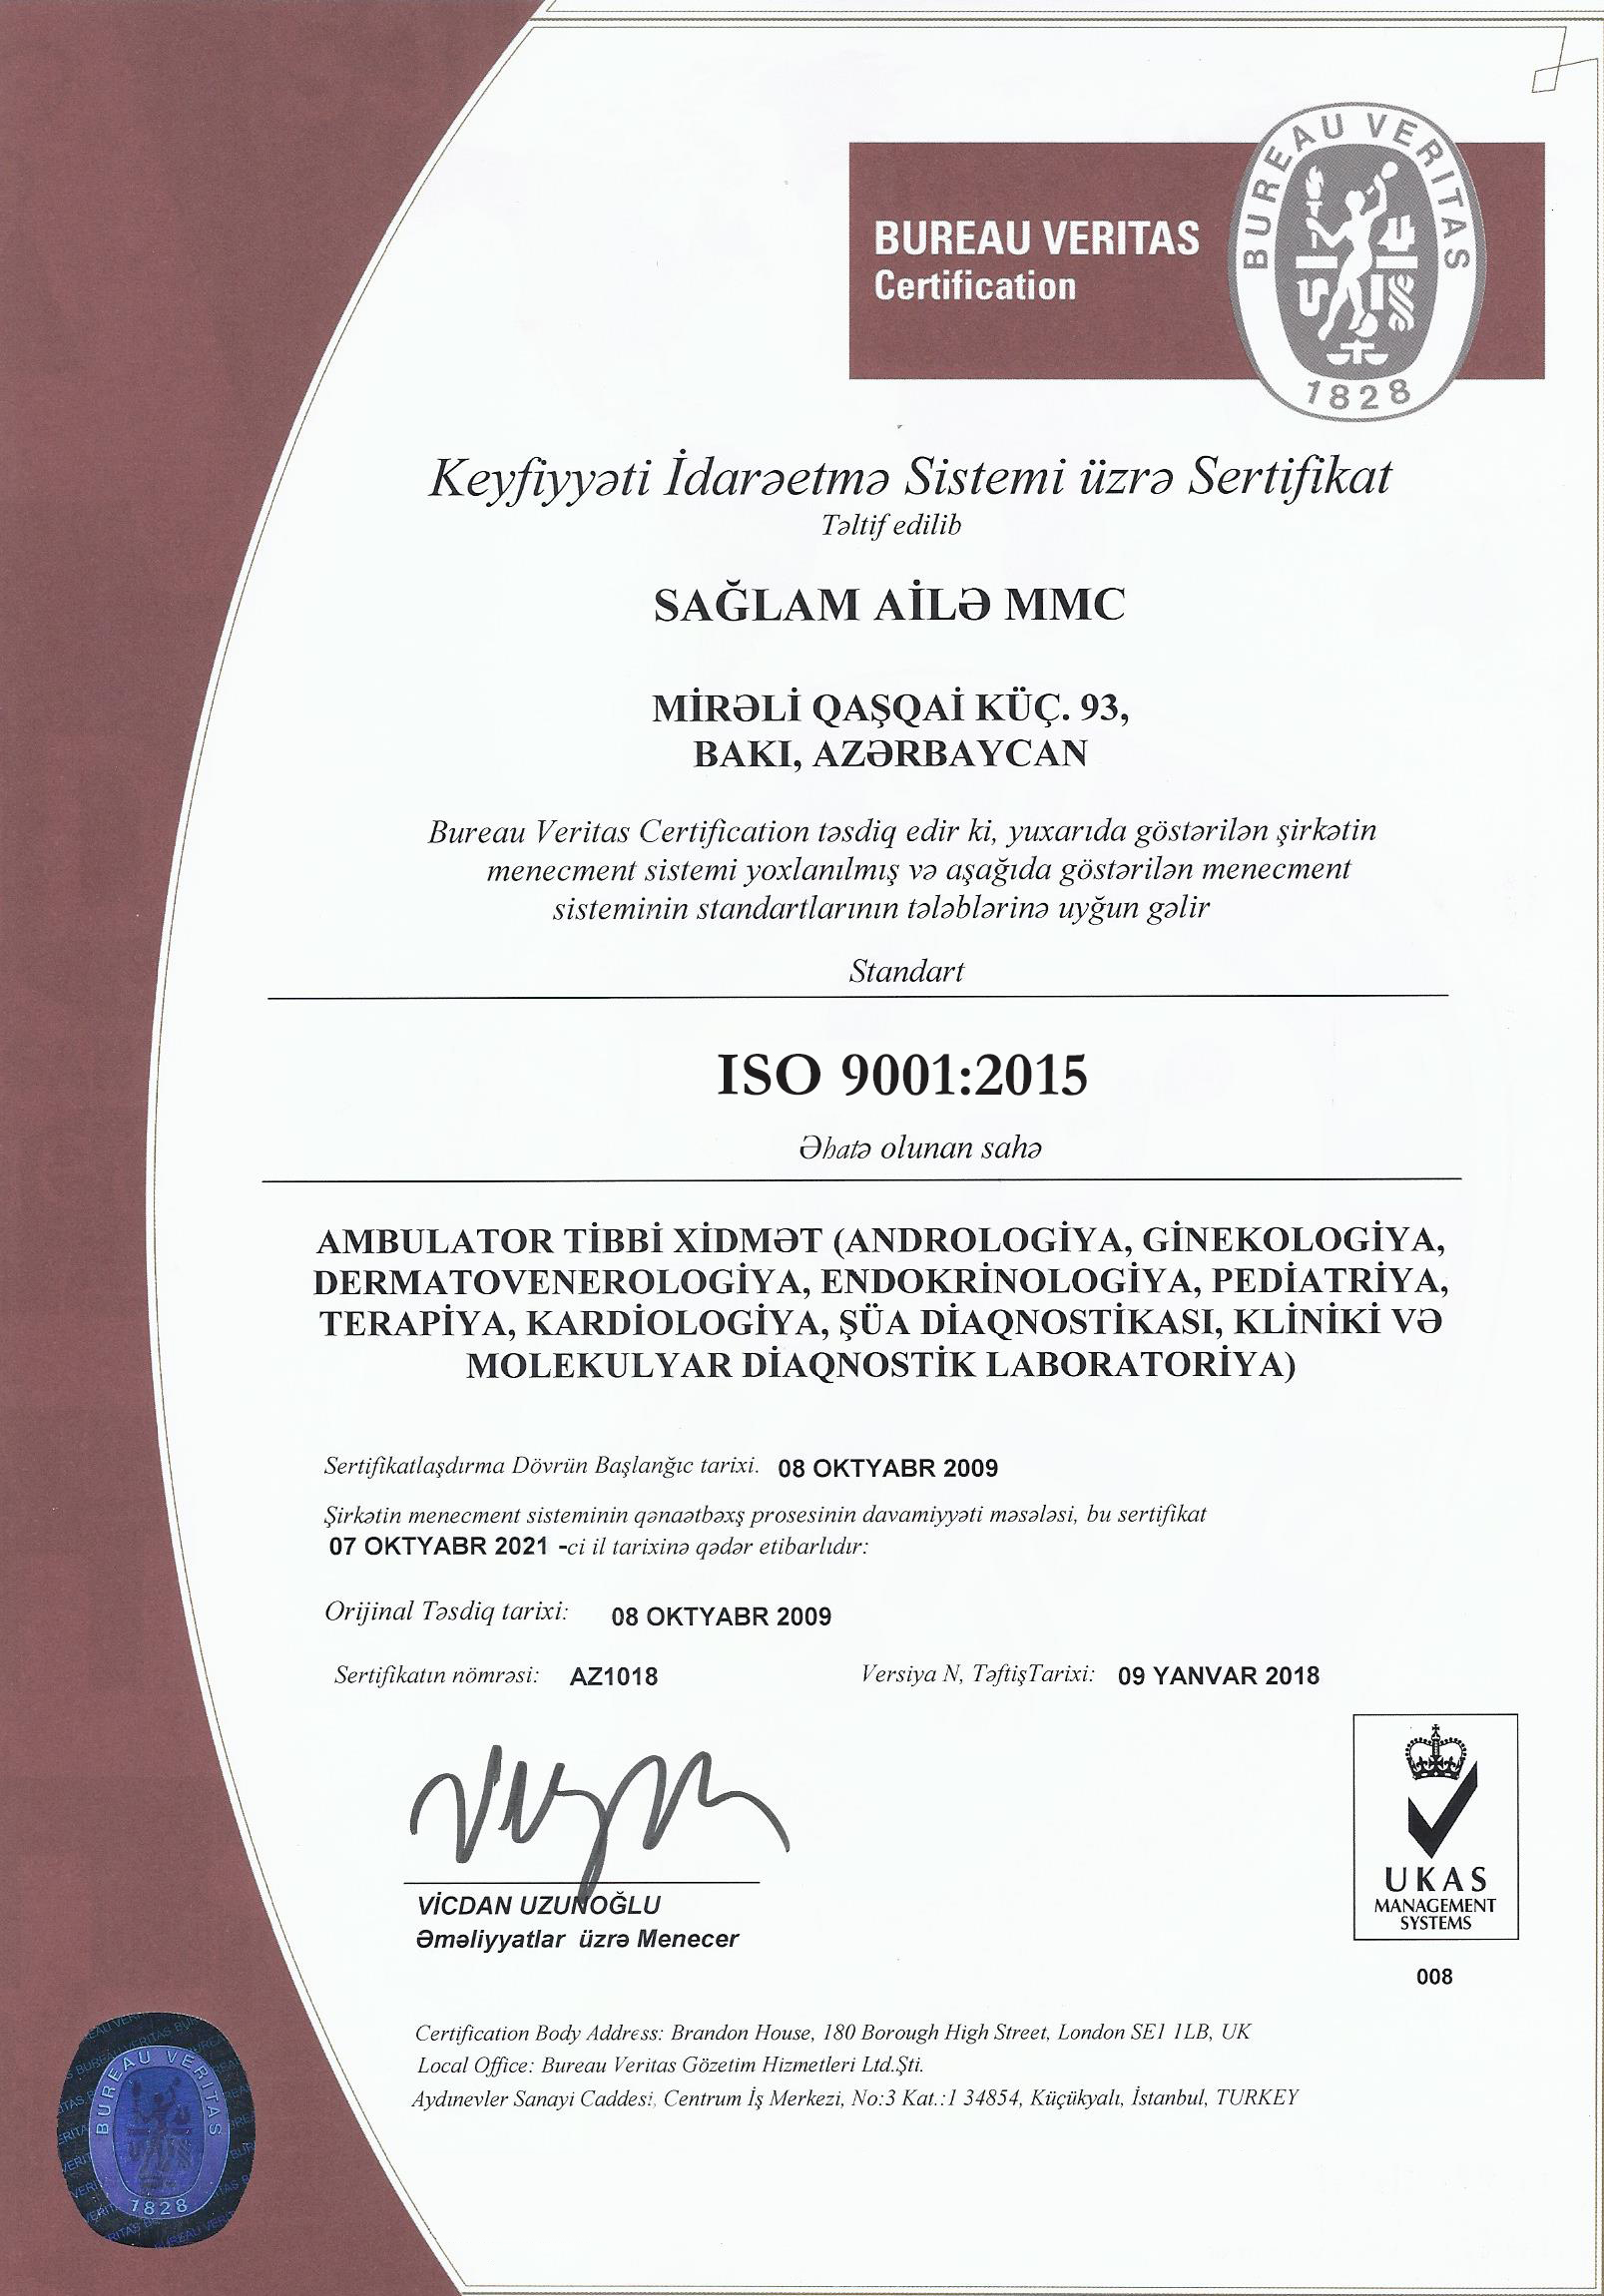 BUREAU VERITAS
Certification
BUREAU VERITAS
1828
Keyfiyyəti İdarəetmə Sistemi üzrə Sertifikat
Təltif edilib
SAĞLAM AİLƏ MMC
MİRƏLİ QAŞQAİ KÜÇ. 93,
BAKI, AZƏRBAYCAN
Bureau Veritas Certification təsdiq edir ki, yuxarıda göstərilən şirkətin
menecment sistemi yoxlanılmış və aşağıda göstərilən menecment
sisteminin standartlarının tələblərinə uyğun gəlir
Standart
ISO 9001:2015
Əhatə olunan sahə
AMBULATOR TİBBİ XİDMƏT (ANDROLOGİYA, GİNEKOLOGİYA,
DERMATOVENEROLOGİYA, ENDOKRİNOLOGİYA, PEDİATRİYA,
TERAPİYA, KARDİOLOGİYA, ŞÜA DİAQNOSTİKASI, KLİNİKİ VƏ
MOLEKULYAR DİAQNOSTİK LABORATORİYA)
Sertifikatlaşdırma Dövrün Başlanğıc tarixi. 08 OKTYABR 2009
Şirkətin menecment sisteminin qənaətbəxş prosesinin davamiyyəti məsələsi, bu sertifikat
07 OKTYABR 2021 -ci il tarixinə qədər etibarlıdır:
Orijinal Təsdiq tarixi: 08 OKTYABR 2009
Sertifikatın nömrəsi: AZ1018 Versiya N, TəftişTarixi: 09 YANVAR 2018
VİCDAN UZUNOĞLU
Əməliyyatlar üzrə Menecer
UKAS
MANAGEMENT
SYSTEMS
008
Certification Body Address: Brandon House, 180 Borough High Street, London SE1 1LB, UK
Local Office: Bureau Veritas Gözetim Hizmetleri Ltd.Şti.
Aydınevler Sanayi Caddesi, Centrum İş Merkezi, No:3 Kat.:1 34854, Küçükyalı, İstanbul, TURKEY
BUREAU VERITAS
1828